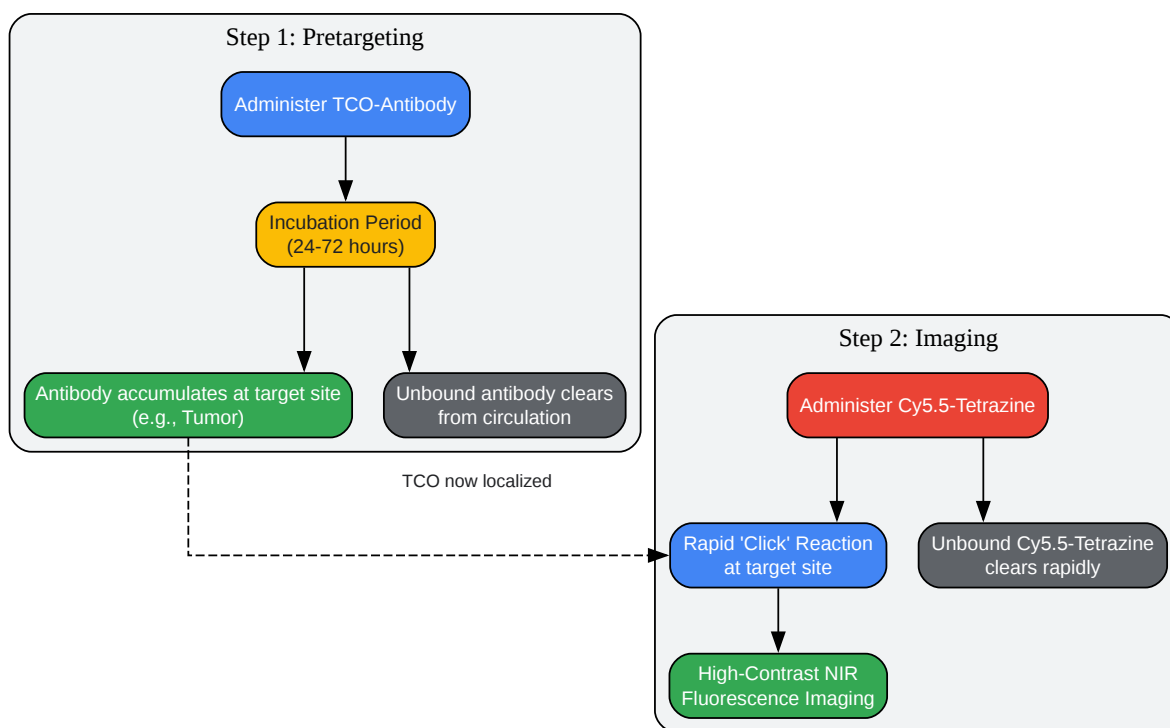 Step 1: Pretargeting
Administer TCO-Antibody
Incubation Period
(24-72 hours)
Antibody accumulates at target site
(e.g., Tumor)
Unbound antibody clears
from circulation
TCO now localized
Step 2: Imaging
Administer Cy5.5-Tetrazine
Rapid 'Click' Reaction
at target site
Unbound Cy5.5-Tetrazine
clears rapidly
High-Contrast NIR
Fluorescence Imaging